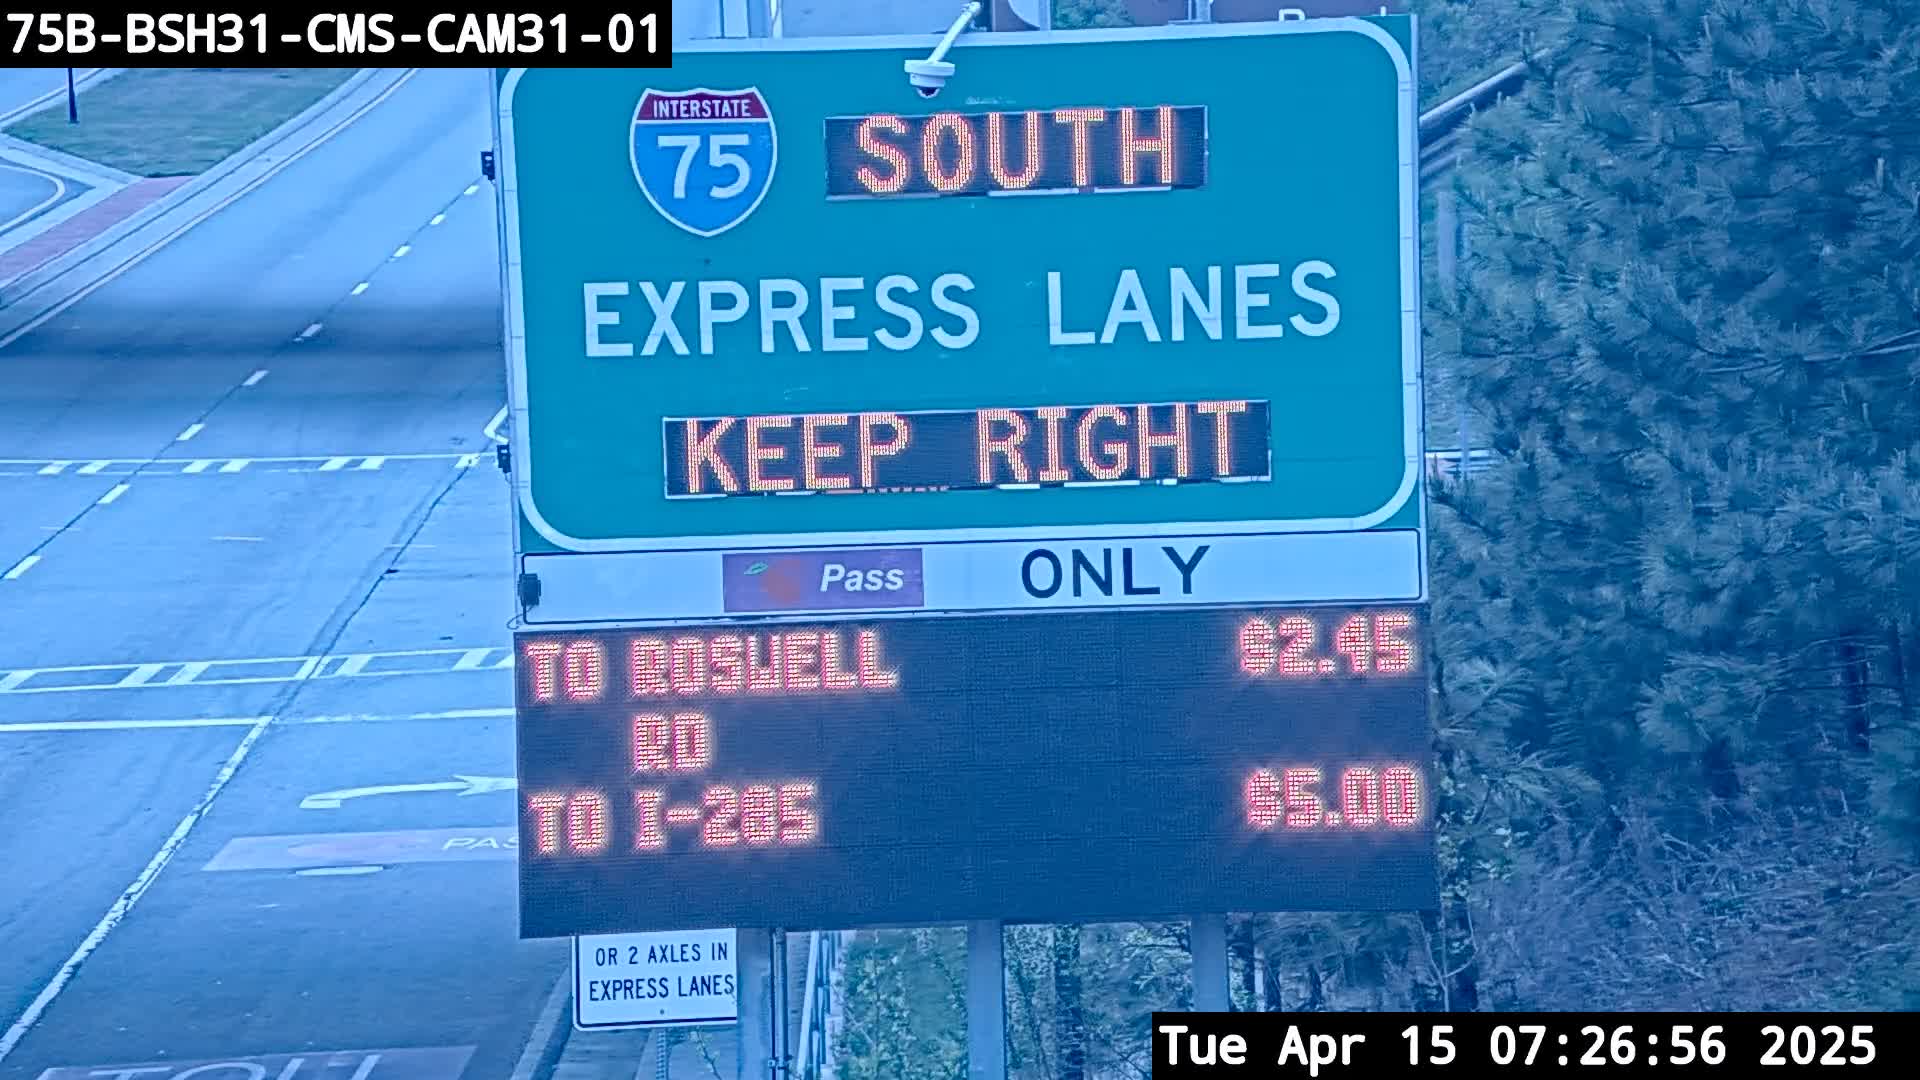 75B-BSH31-CMS-CAM31-01
INTERSTATE
75
SOUTH
EXPRESS LANES
KEEP RIGHT
Pass ONLY
TO ROSWELL $2.45
RD
TO I-285 $5.00
OR 2 AXLES IN
EXPRESS LANES
TOLL
Tue Apr 15 07:26:56 2025